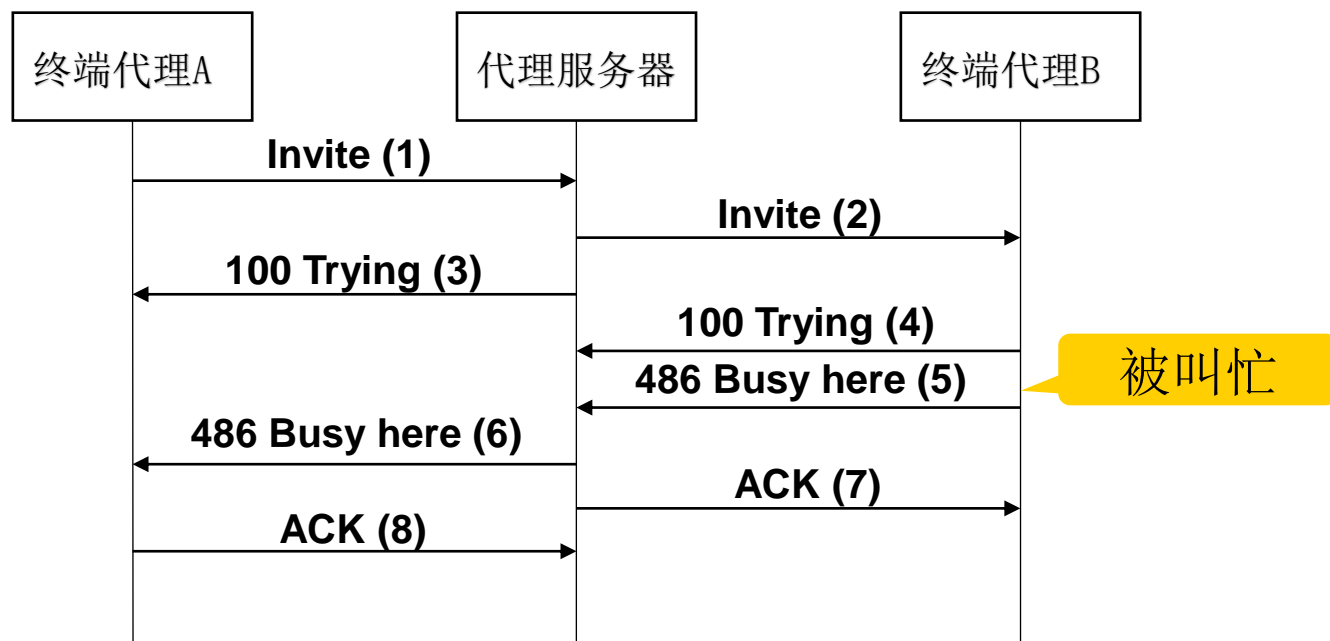 终端代理A
代理服务器
终端代理B
Invite (1)
Invite (2)
100 Trying (3)
100 Trying (4)
被叫忙
486 Busy here (5)
486 Busy here (6)
ACK (7)
ACK (8)